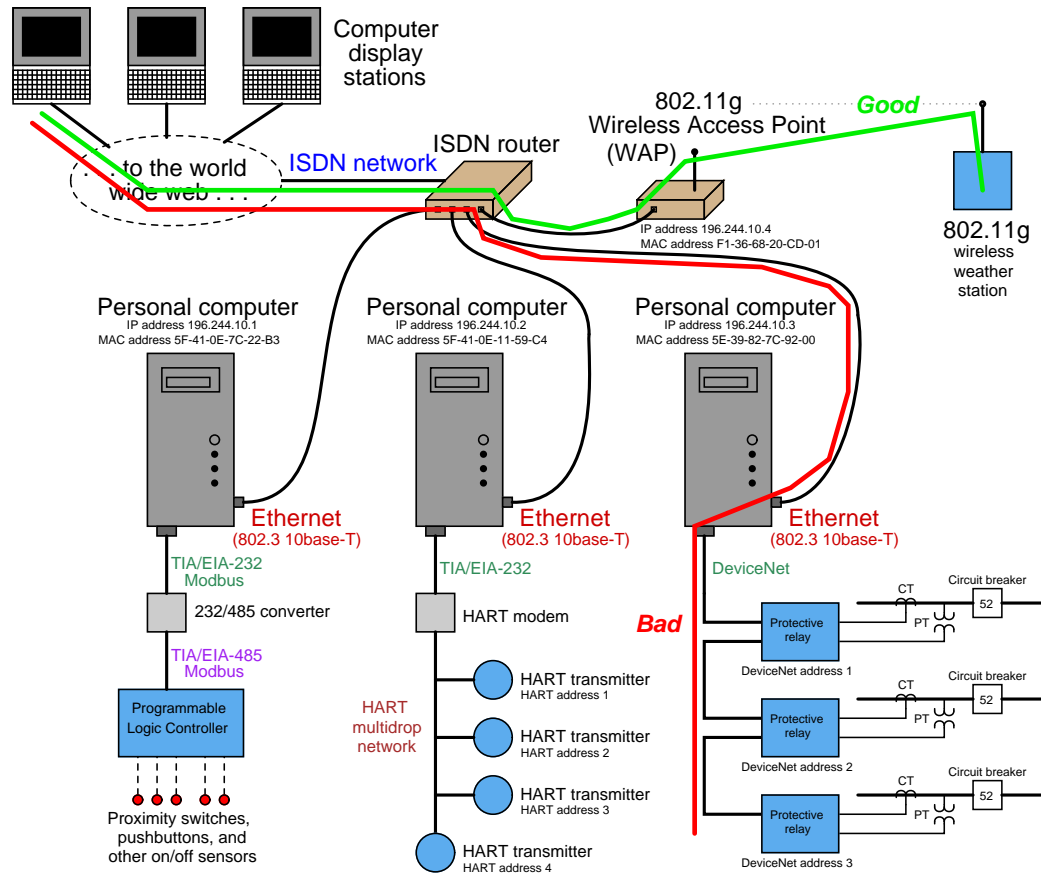 Computer
display
stations
. . . to the world
wide web . . .
ISDN network
ISDN router
802.11g
Wireless Access Point
(WAP)
Good
IP address 196.244.10.4
MAC address F1-36-68-20-CD-01
802.11g
wireless
weather
station
Personal computer
IP address 196.244.10.1
MAC address 5F-41-0E-7C-22-B3
Personal computer
IP address 196.244.10.2
MAC address 5F-41-0E-11-59-C4
Personal computer
IP address 196.244.10.3
MAC address 5E-39-82-7C-92-00
Ethernet
(802.3 10base-T)
Ethernet
(802.3 10base-T)
Ethernet
(802.3 10base-T)
TIA/EIA-232
Modbus
232/485 converter
TIA/EIA-485
Modbus
Programmable
Logic Controller
Proximity switches,
pushbuttons, and
other on/off sensors
TIA/EIA-232
HART modem
HART
multidrop
network
HART transmitter
HART address 1
HART transmitter
HART address 2
HART transmitter
HART address 3
HART transmitter
HART address 4
DeviceNet
Bad
Protective
relay
DeviceNet address 1
CT
PT
Circuit breaker
52
Protective
relay
DeviceNet address 2
CT
PT
Circuit breaker
52
Protective
relay
DeviceNet address 3
CT
PT
Circuit breaker
52